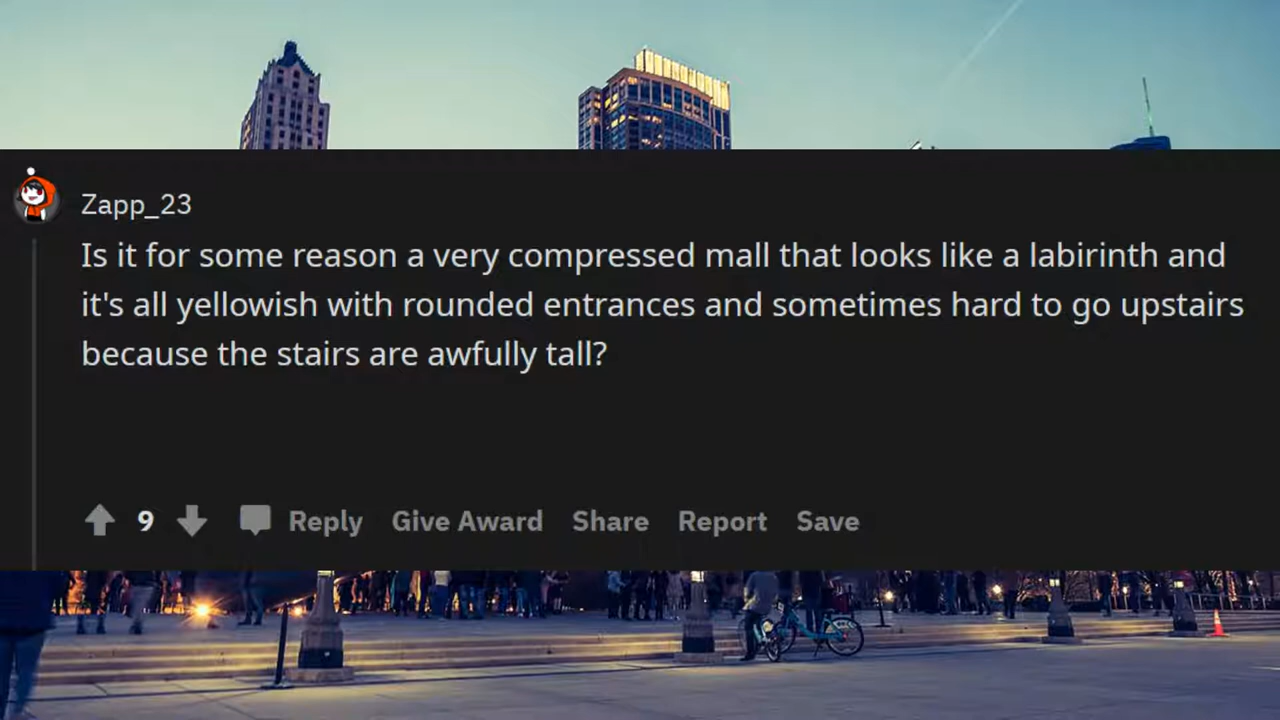 Zapp_23
Is it for some reason a very compressed mall that looks like a labirinth and
it's all yellowish with rounded entrances and sometimes hard to go upstairs
because the stairs are awfully tall?
9 Reply Give Award Share Report Save